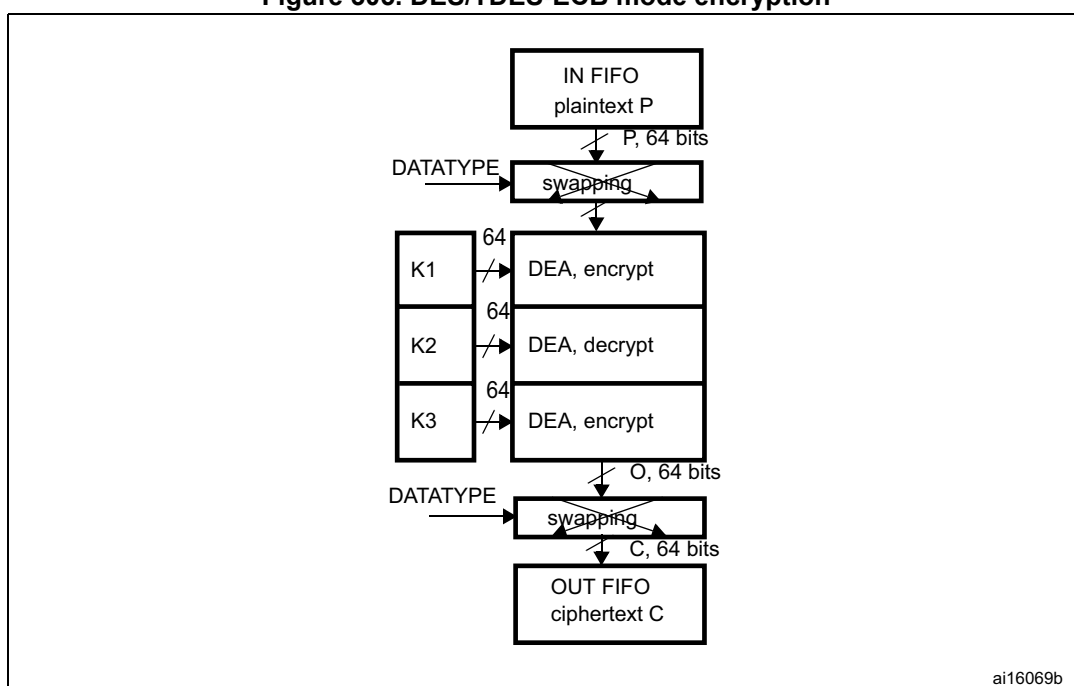 IN FIFO
plaintext P
P, 64 bits
DATATYPE
swapping
64
K1
DEA, encrypt
64
K2
DEA, decrypt
64
K3
DEA, encrypt
O, 64 bits
DATATYPE
swapping
C, 64 bits
OUT FIFO
ciphertext C
ai16069b